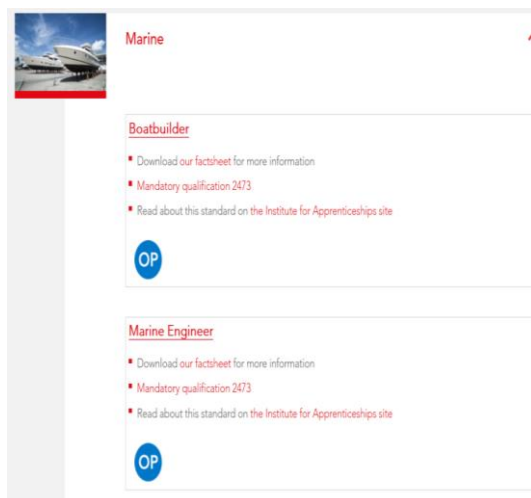 Marine
Boatbuilder
Download our factsheet for more information
Mandatory qualification 2473
Read about this standard on the Institute for Apprenticeships site
OP
Marine Engineer
Download our factsheet for more information
Mandatory qualification 2473
Read about this standard on the Institute for Apprenticeships site
OP